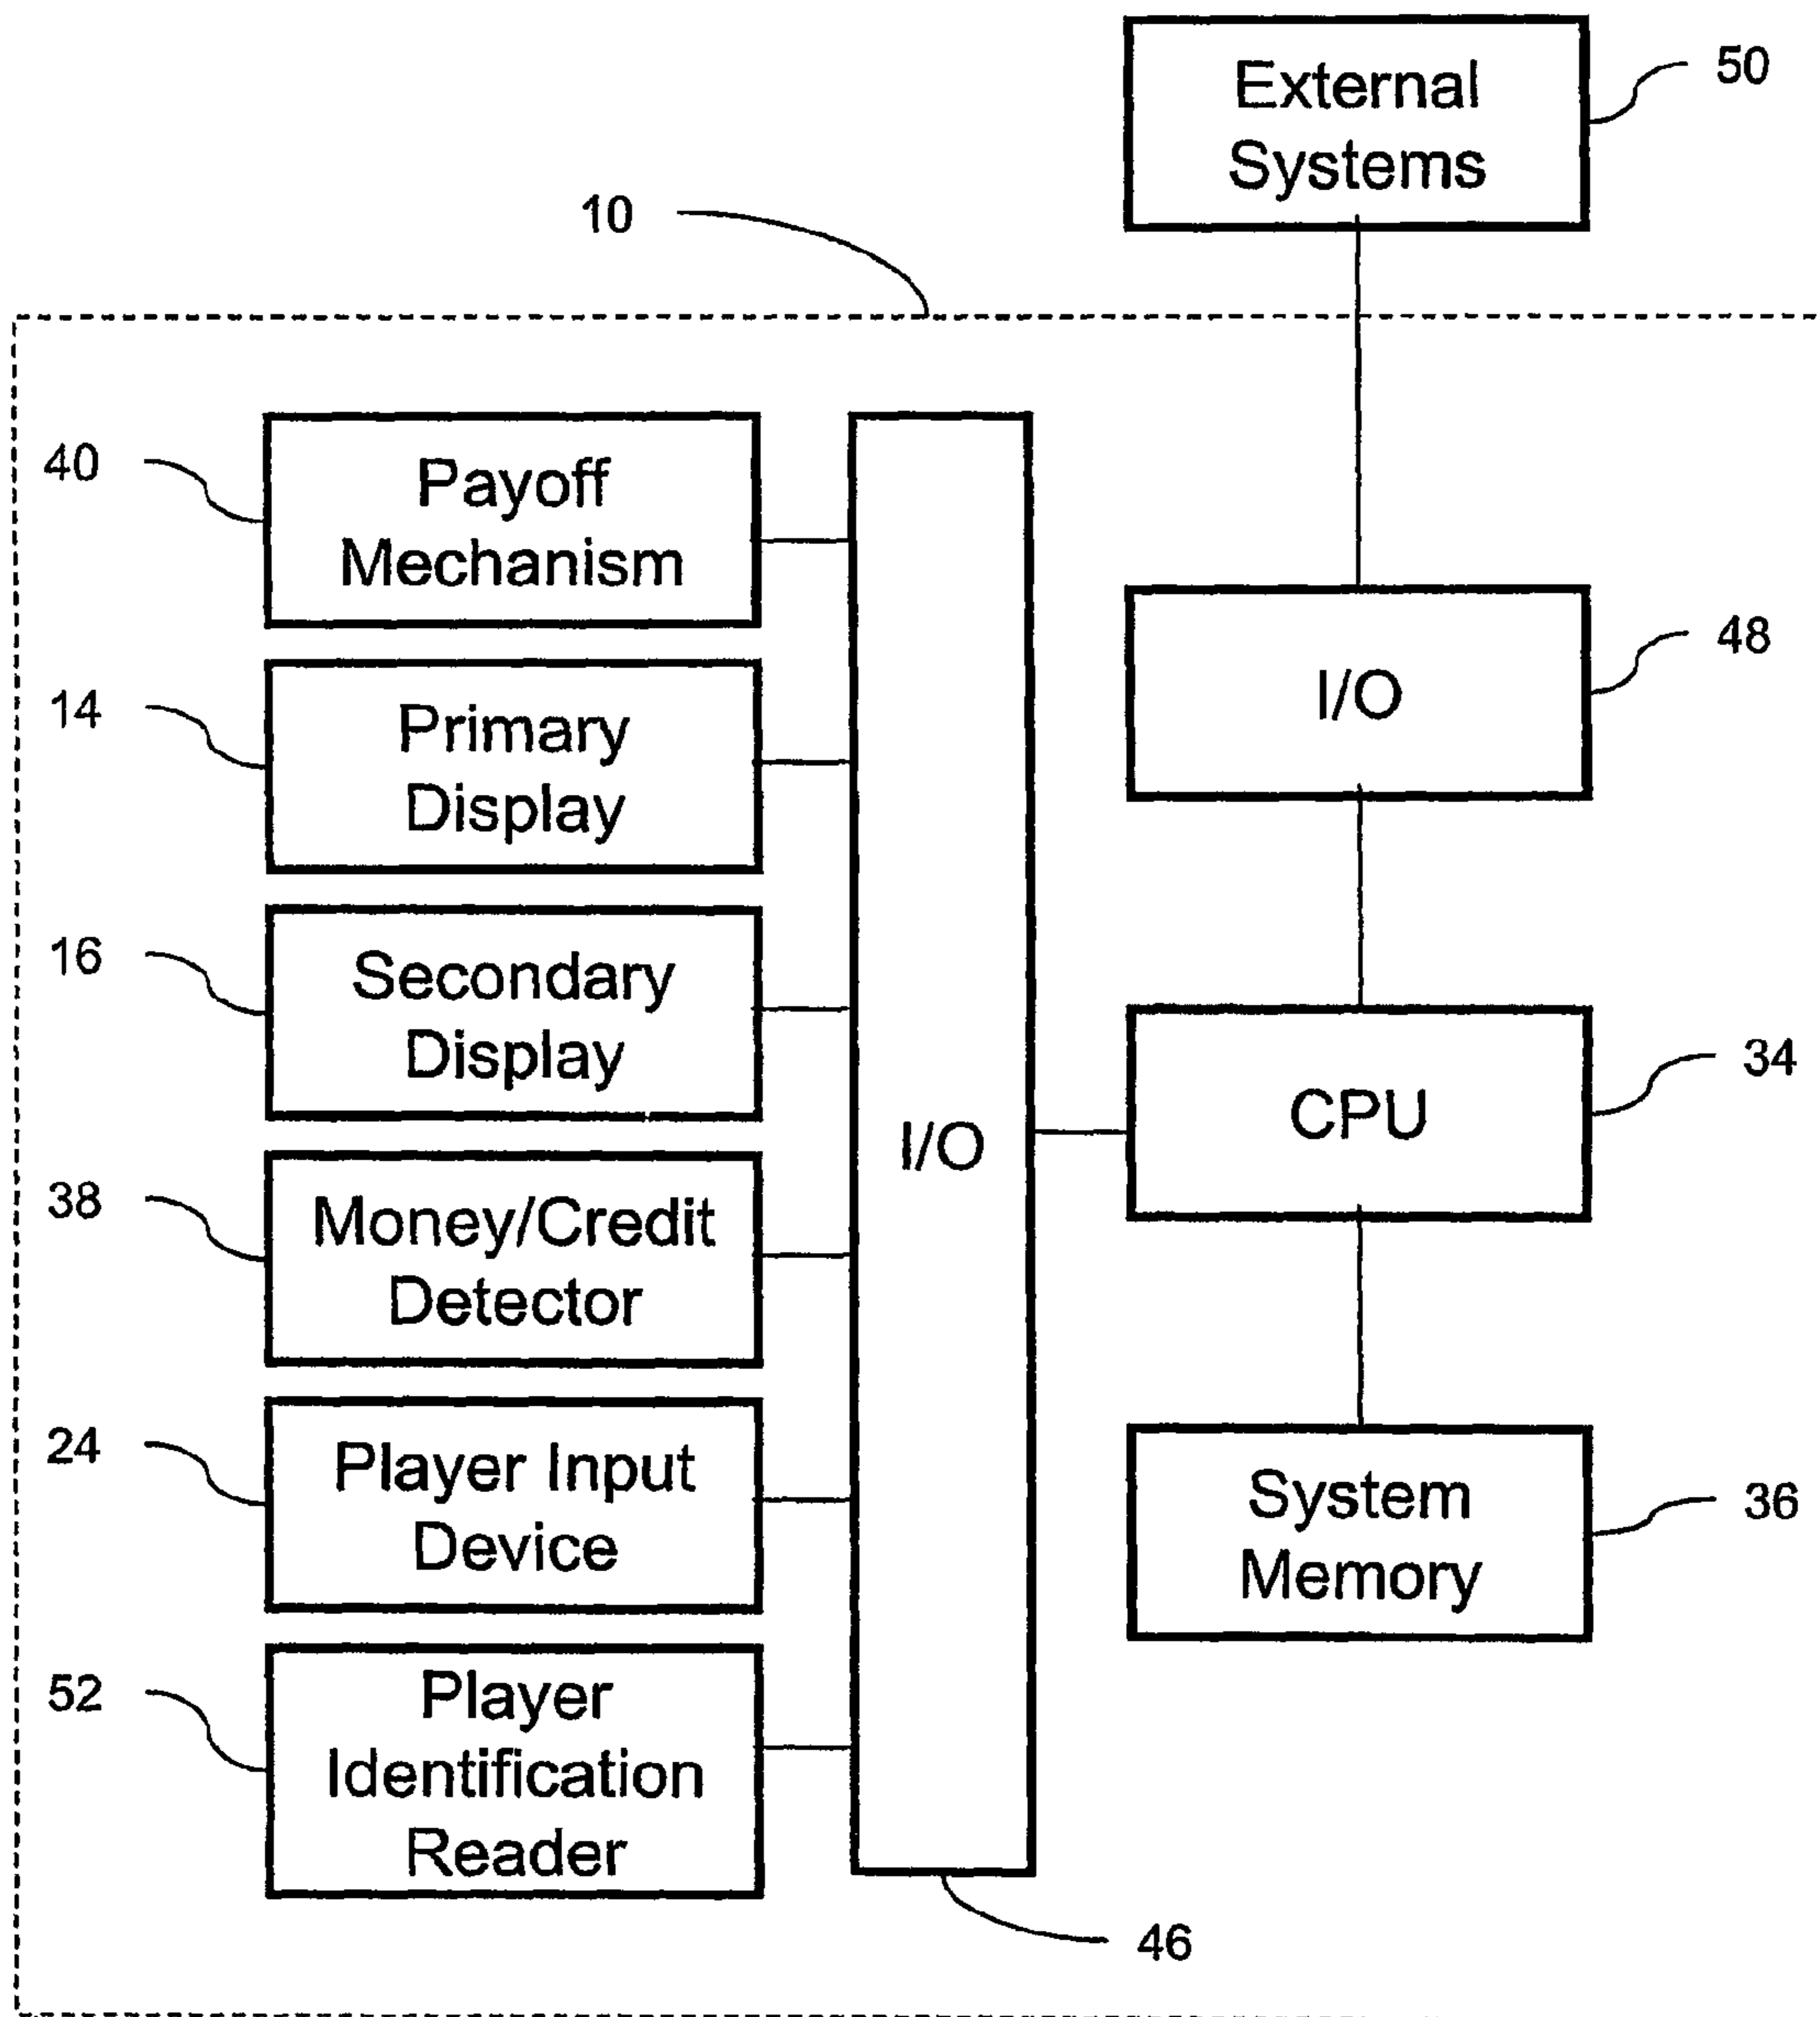 External
Systems
50
10
40
Payoff
Mechanism
14
Primary
Display
16
Secondary
Display
38
Money/Credit
Detector
24
Player Input
Device
52
Player
Identification
Reader
I/O
46
I/O
48
CPU
34
System
Memory
36